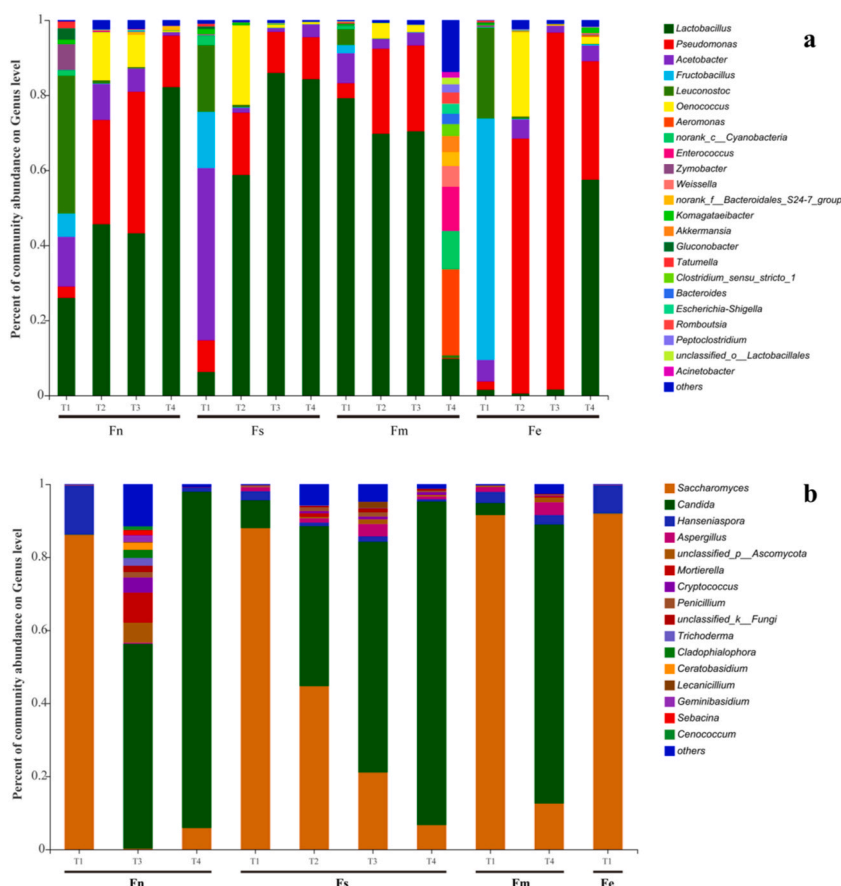 a
Percent of community abundance on Genus level
1
0.8
0.6
0.4
0.2
0
T1 T2 T3 T4 T1 T2 T3 T4 T1 T2 T3 T4 T1 T2 T3 T4
Fn Fs Fm Fe
Lactobacillus
Pseudomonas
Acetobacter
Fructobacillus
Leuconostoc
Oenococcus
Aeromonas
norank_c__Cyanobacteria
Enterococcus
Zymobacter
Weissella
norank_f__Bacteroidales_S24-7_group
Komagataeibacter
Akkermansia
Gluconobacter
Tatumella
Clostridium_sensu_stricto_1
Bacteroides
Escherichia-Shigella
Romboutsia
Peptoclostridium
unclassified_o__Lactobacillales
Acinetobacter
others
b
Percent of community abundance on Genus level
1
0.8
0.6
0.4
0.2
0
T1 T3 T4 T1 T2 T3 T4 T1 T4 T1
Fn Fs Fm Fe
Saccharomyces
Candida
Hanseniaspora
Aspergillus
unclassified_p__Ascomycota
Mortierella
Cryptococcus
Penicillium
unclassified_k__Fungi
Trichoderma
Cladophialophora
Ceratobasidium
Lecanicillium
Geminibasidium
Sebacina
Cenococcum
others